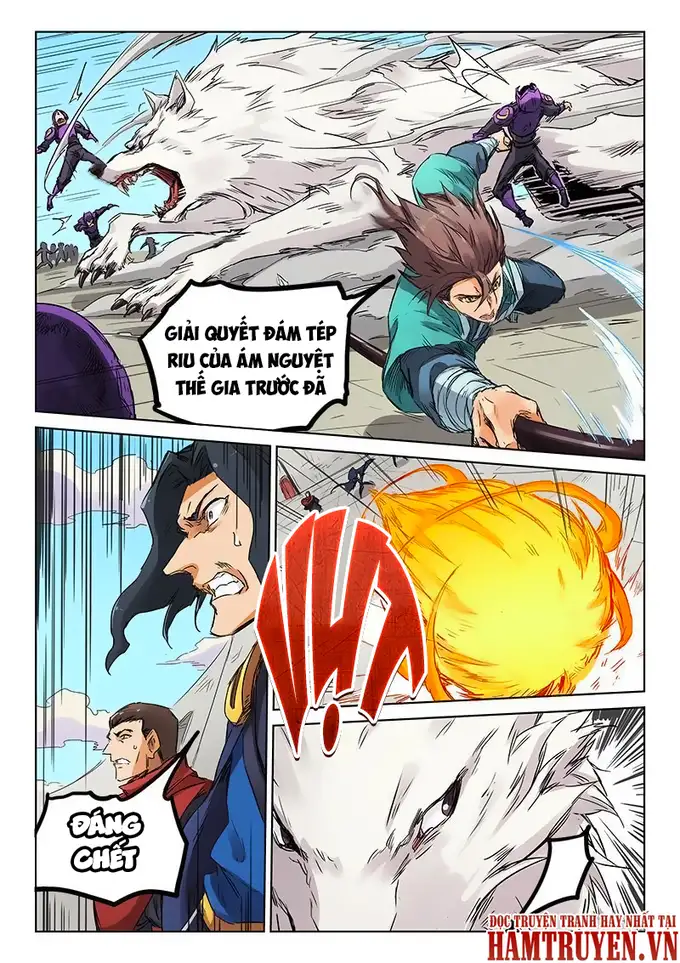 GIẢI QUYẾT ĐÁM TÉP
RIU CỦA ÁM NGUYỆT
THẾ GIA TRƯỚC ĐÃ
VỤT
ĐÁNG
CHẾT
ĐỌC TRUYỆN TRANH HAY NHẤT TẠI
HAMTRUYEN.VN